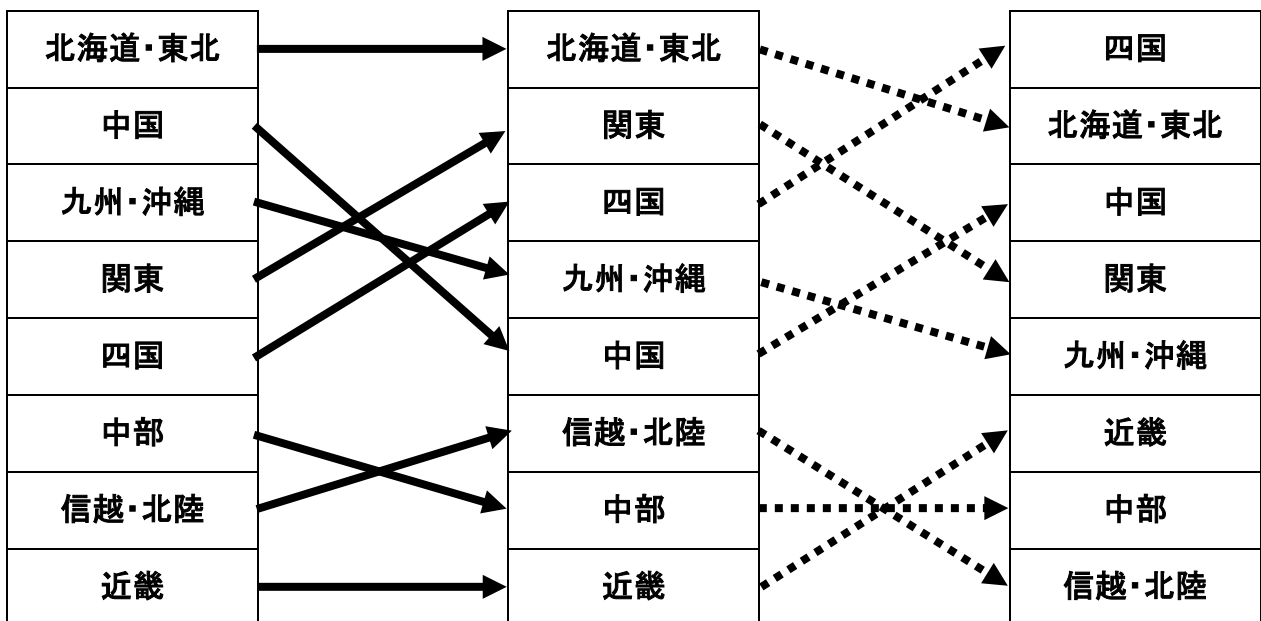 北海道・東北
中国
九州・沖縄
関東
四国
中部
信越・北陸
近畿
北海道・東北
関東
四国
九州・沖縄
中国
信越・北陸
中部
近畿
四国
北海道・東北
中国
関東
九州・沖縄
近畿
中部
信越・北陸